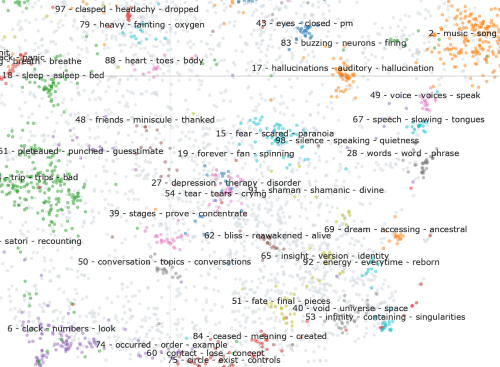 97 - clasped - headachy - dropped
79 - heavy - fainting - oxygen
43 - eyes - closed - pm
2 - music - song
83 - buzzing - neurons - firing
- panic
- breathe
88 - heart - toes - body
17 - hallucinations - auditory - hallucination
18 - sleep - asleep - bed
49 - voice - voices - speak
48 - friends - miniscule - thanked
67 - speech - slowing - tongues
15 - fear - scared - paranoia
98 - silence - speaking - quietness
51 - plateaued - punched - guesstimate
19 - forever - fan - spinning
28 - words - word - phrase
- trip - trips - bad
27 - depression - therapy - disorder
54 - tear - tears - crying
- shaman - shamanic - divine
39 - stages - prove - concentrate
69 - dream - accessing - ancestral
62 - bliss - reawakened - alive
- satori - recounting
65 - insight - version - identity
50 - conversation - topics - conversations
92 - energy - everytime - reborn
51 - fate - final - pieces
40 - void - universe - space
53 - infinity - containing - singularities
6 - clock - numbers - look
84 - ceased - meaning - created
74 - occurred - order - example
60 - contact - lose - concept
75 - circle - exist - controls